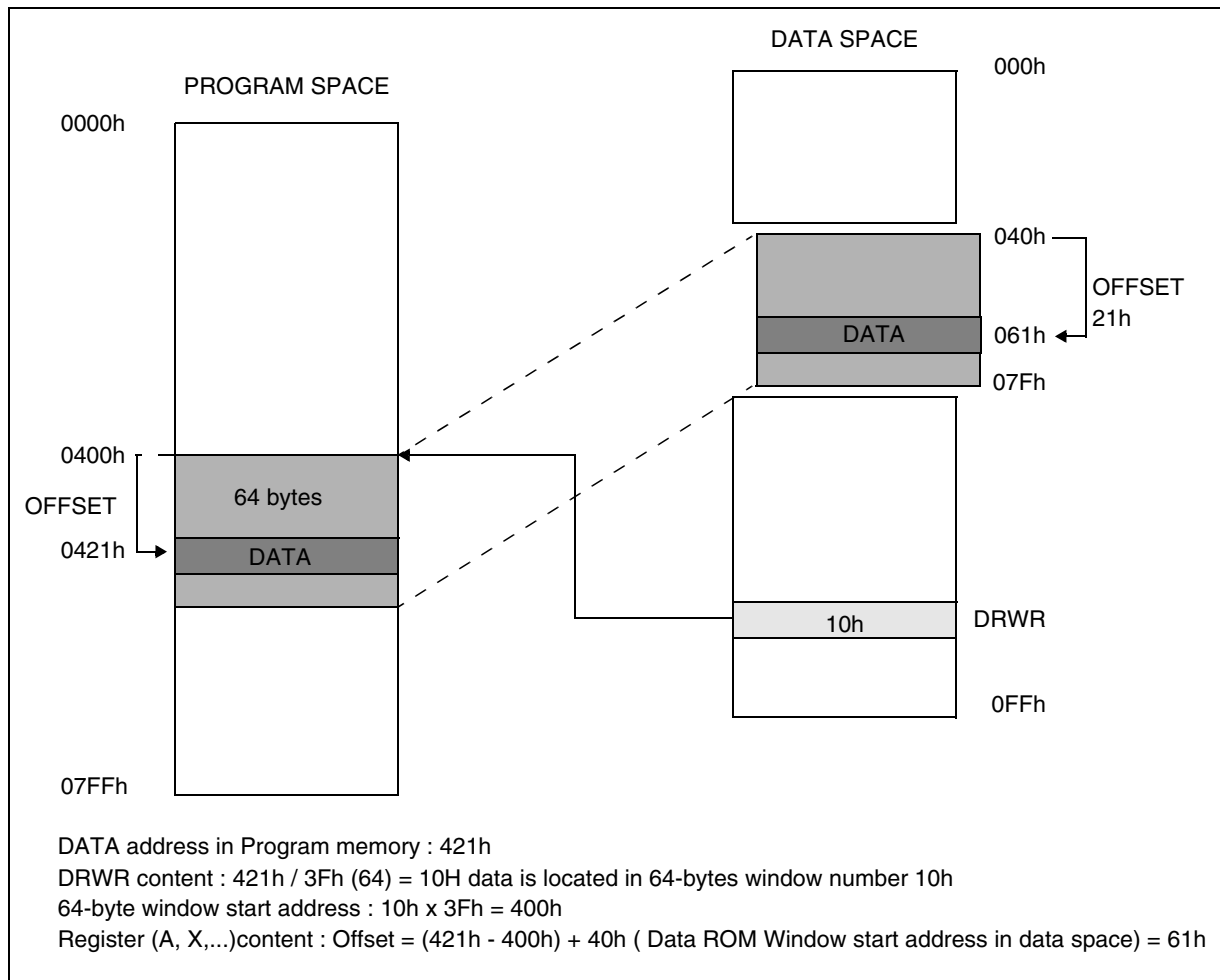 DATA SPACE
000h
PROGRAM SPACE
0000h
040h
OFFSET
21h
DATA
061h
07Fh
0400h
64 bytes
OFFSET
0421h
DATA
10h
DRWR
0FFh
07FFh
DATA address in Program memory : 421h
DRWR content : 421h / 3Fh (64) = 10H data is located in 64-bytes window number 10h
64-byte window start address : 10h x 3Fh = 400h
Register (A, X,...)content : Offset = (421h - 400h) + 40h ( Data ROM Window start address in data space) = 61h